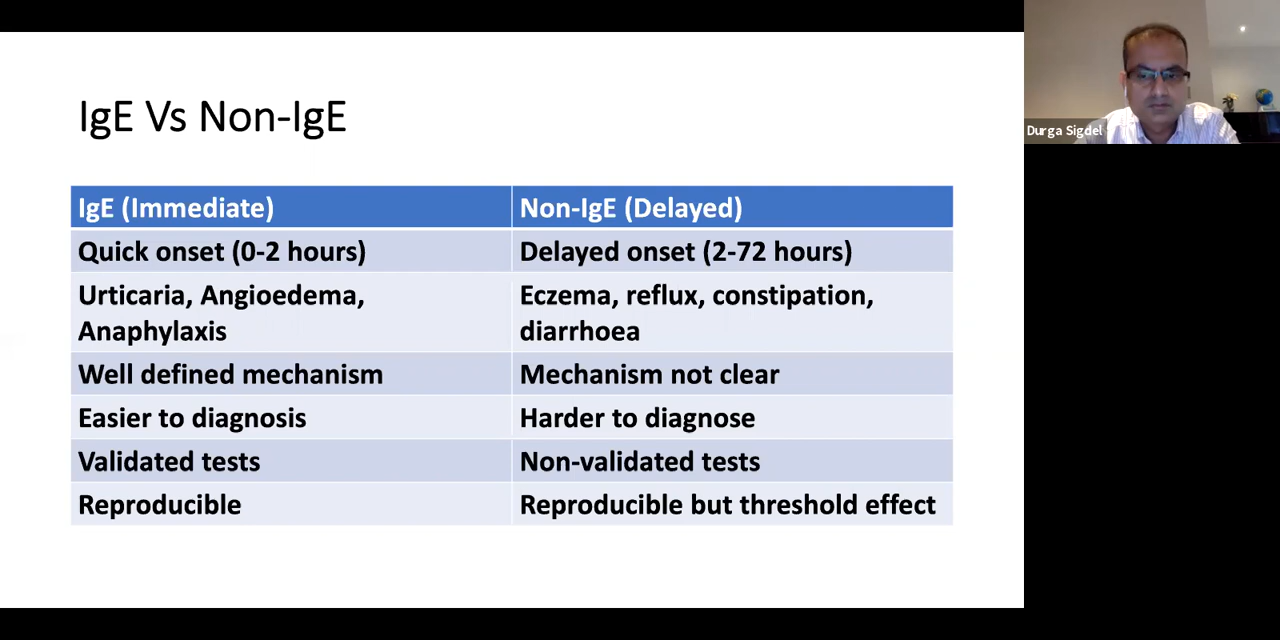 IgE Vs Non-IgE
IgE (Immediate)
Non-IgE (Delayed)
Quick onset (0-2 hours)
Delayed onset (2-72 hours)
Urticaria, Angioedema,
Anaphylaxis
Eczema, reflux, constipation,
diarrhoea
Well defined mechanism
Mechanism not clear
Easier to diagnosis
Harder to diagnose
Validated tests
Non-validated tests
Reproducible
Reproducible but threshold effect
Durga Sigdel